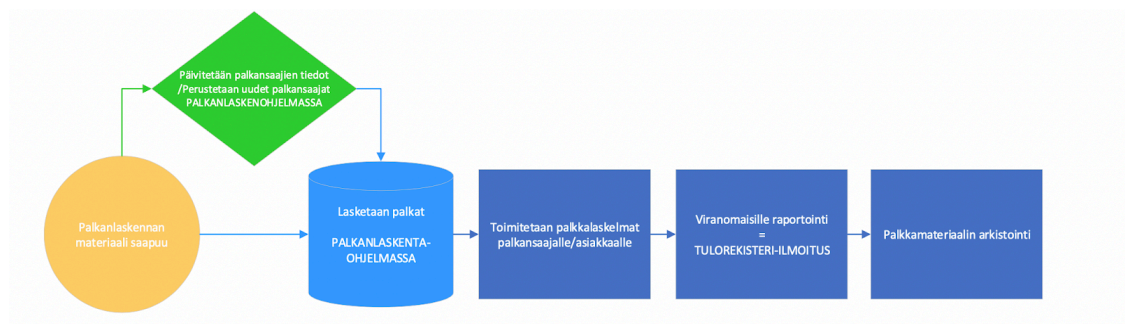 Päivitetään palkansaajien tiedot
/Perustetaan uudet palkansaajat
PALKANLASKENOHJELMASSA
Palkanlaskennan
materiaali saapuu
Lasketaan palkat
PALKANLASKENTA-
OHJELMASSA
Toimitetaan palkkalaskelmat
palkansaajalle/asiakkaalle
Viranomaisille raportointi
=
TULOREKISTERI-ILMOITUS
Palkkamateriaalin arkistointi